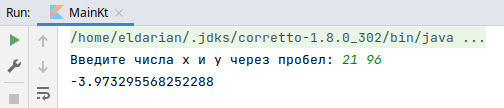 Run: MainKt
/home/eldarian/.jdks/corretto-1.8.0_302/bin/java ...
Введите числа x и y через пробел: 21 96
-3.973295568252288